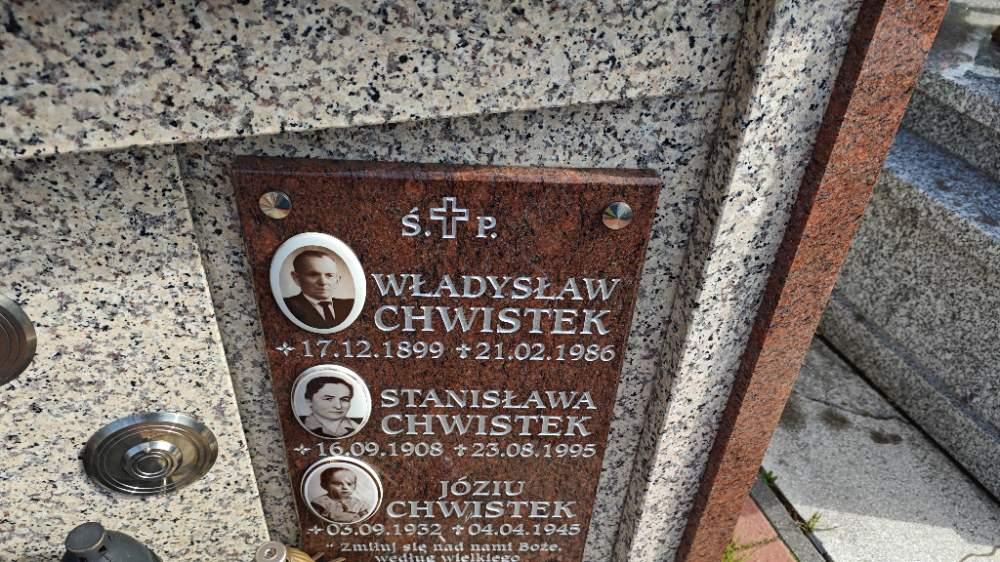 Ś. P.
WŁADYSŁAW
CHWISTEK
17.12.1899 21.02.1986
STANISŁAWA
CHWISTEK
16.09.1908 23.08.1995
JÓZIU
CHWISTEK
03.09.1932 04.04.1945
"Zmiłuj się nad nami Boże,
według wielkiego